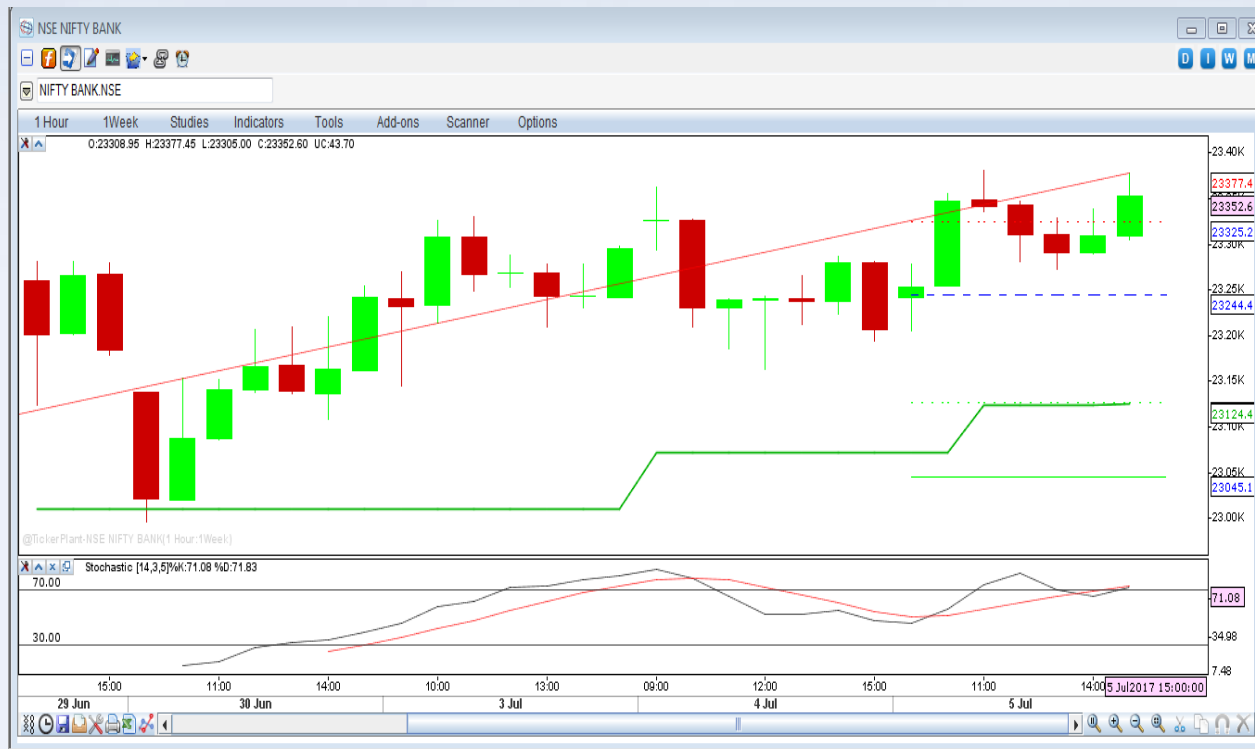 NSE NIFTY BANK
D I W M
NIFTY BANK.NSE
1 Hour 1Week Studies Indicators Tools Add-ons Scanner Options
O:23308.95 H:23377.45 L:23305.00 C:23352.60 UC:43.70
23.40K
23377.4
23352.6
23325.2
23.30K
23.25K
23244.4
23.20K
23.15K
23124.4
23.10K
23.05K
23045.1
23.00K
@TickerPlant-NSE NIFTY BANK(1 Hour:1Week)
Stochastic [14,3,5]%K:71.08 %D:71.83
70.00
71.08
30.00
34.98
7.48
15:00 11:00 14:00 10:00 13:00 09:00 12:00 15:00 11:00 14:00 5 Jul2017 15:00:00
29 Jun 30 Jun 3 Jul 4 Jul 5 Jul